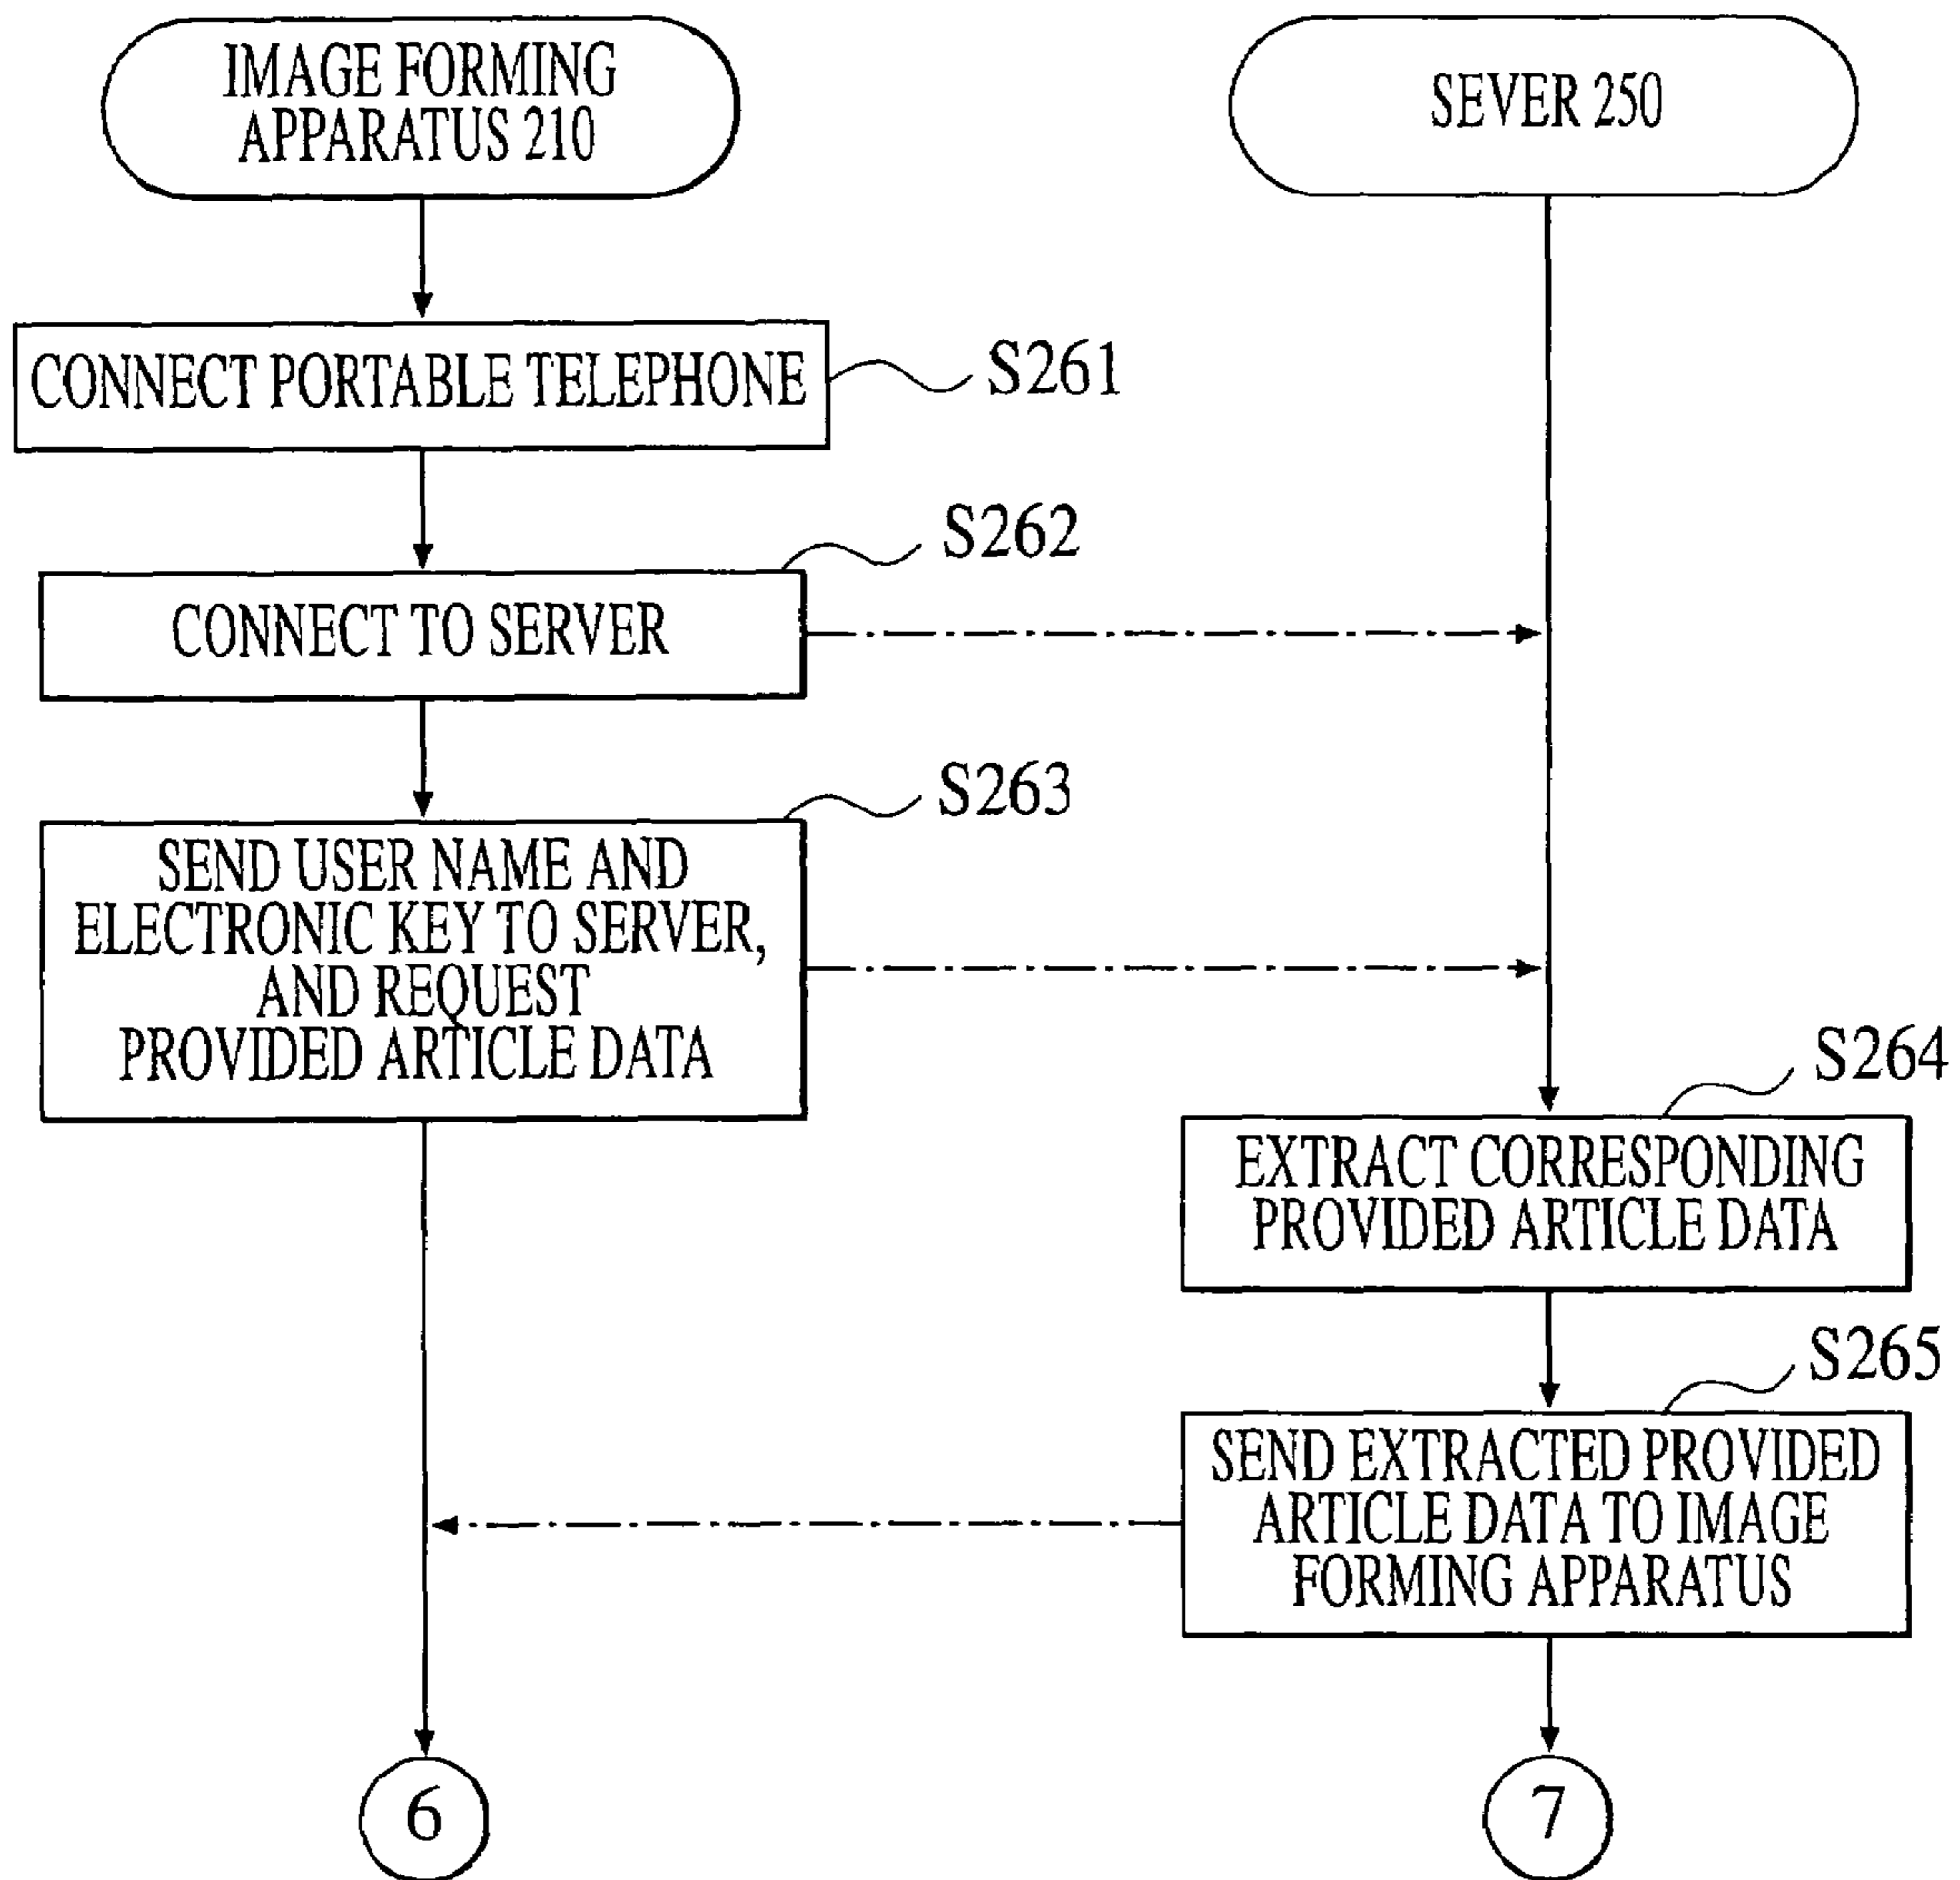 IMAGE FORMING
APPARATUS 210
SEVER 250
CONNECT PORTABLE TELEPHONE
S261
S262
CONNECT TO SERVER
S263
SEND USER NAME AND
ELECTRONIC KEY TO SERVER,
AND REQUEST
PROVIDED ARTICLE DATA
S264
EXTRACT CORRESPONDING
PROVIDED ARTICLE DATA
S265
SEND EXTRACTED PROVIDED
ARTICLE DATA TO IMAGE
FORMING APPARATUS
6
7